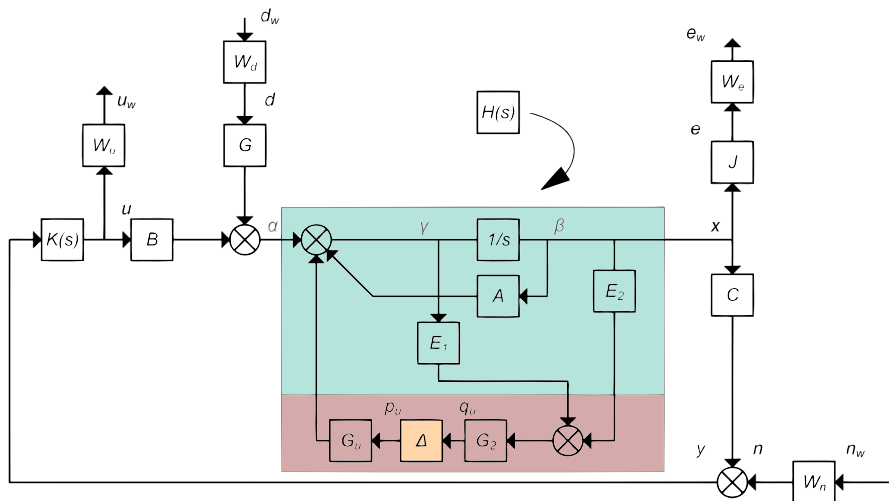 d_w
e_w
W_d
W_e
u_w
d
H(s)
e
W_u
G
J
u
α
γ
β
x
K(s)
B
1/s
A
E_2
C
E_1
p_u
q_u
y
n
n_w
G_u
Δ
G_2
W_n